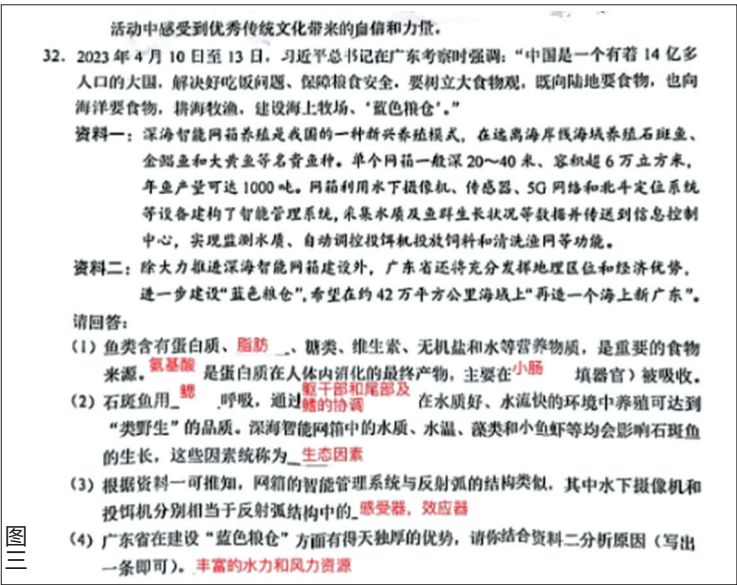 活动中感受到优秀传统文化带来的自信和力量。
32. 2023 年 4 月 10 日至 13 日，习近平总书记在广东考察时强调：“中国是一个有着 14 亿多
人口的大国，解决好吃饭问题、保障粮食安全，要树立大食物观，既向陆地要食物，也向
海洋要食物，耕海牧渔，建设海上牧场、‘蓝色粮仓’。”
资料一：深海智能网箱养殖是我国的一种新兴养殖模式，在远离海岸线海域养殖石斑鱼、
金鲳鱼和大黄鱼等名贵鱼种。单个网箱一般深 20～40 米、容积超 6 万立方米，
年鱼产量可达 1000 吨。网箱利用水下摄像机、传感器、5G 网络和北斗定位系统
等设备建构了智能管理系统，采集水质及鱼群生长状况等数据并传送到信息控制
中心，实现监测水质、自动调控投饵机投放饲料和清洗渔网等功能。
资料二：除大力推进深海智能网箱建设外，广东省还将充分发挥地理区位和经济优势，
进一步建设“蓝色粮仓”，希望在约 42 万平方公里海域上“再造一个海上新广东”。
请回答：
（1）鱼类含有蛋白质、脂肪 、糖类、维生素、无机盐和水等营养物质，是重要的食物
来源。氨基酸 是蛋白质在人体内消化的最终产物，主要在小肠 填器官）被吸收。
（2）石斑鱼用 鳃 呼吸，通过躯干部和尾部及鳍的协调 在水质好、水流快的环境中养殖可达到
“类野生”的品质。深海智能网箱中的水质、水温、藻类和小鱼虾等均会影响石斑鱼
的生长，这些因素统称为 生态因素
（3）根据资料一可推知，网箱的智能管理系统与反射弧的结构类似，其中水下摄像机和
投饵机分别相当于反射弧结构中的 感受器，效应器
（4）广东省在建设“蓝色粮仓”方面有得天独厚的优势，请你结合资料二分析原因（写出
一条即可）。丰富的水力和风力资源
图三